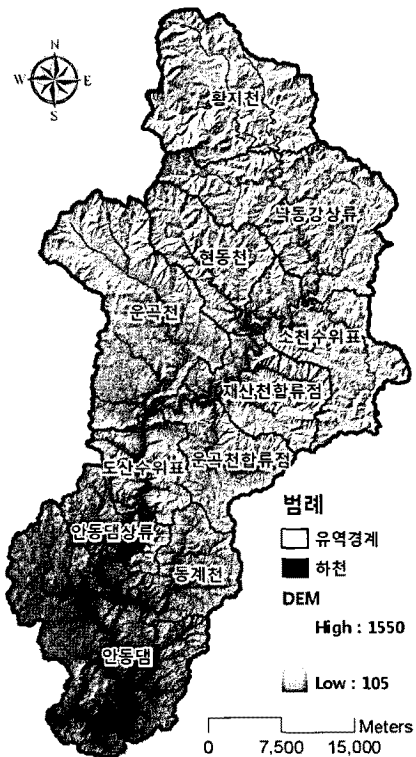 N
W E
S
황지천
낙동강상류
현동천
운곡천
소천수위표
재산천합류점
도산수위표 운곡천합류점
안동댐상류
동계천
안동댐
범례
유역경계
하천
DEM
High : 1550
Low : 105
Meters
0 7,500 15,000